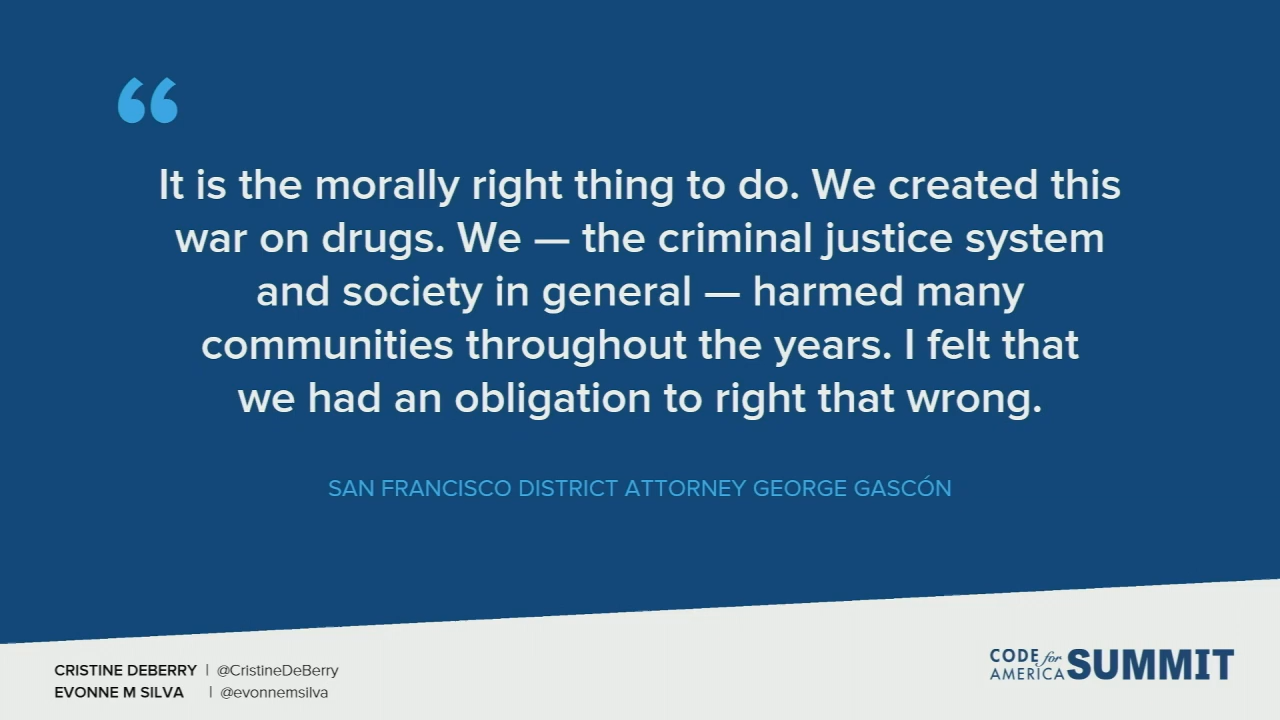 “
It is the morally right thing to do. We created this
war on drugs. We — the criminal justice system
and society in general — harmed many
communities throughout the years. I felt that
we had an obligation to right that wrong.
SAN FRANCISCO DISTRICT ATTORNEY GEORGE GASCÓN
CRISTINE DEBERRY | @CristineDeBerry
EVONNE M SILVA | @evonnemsilva
CODE for
AMERICA SUMMIT